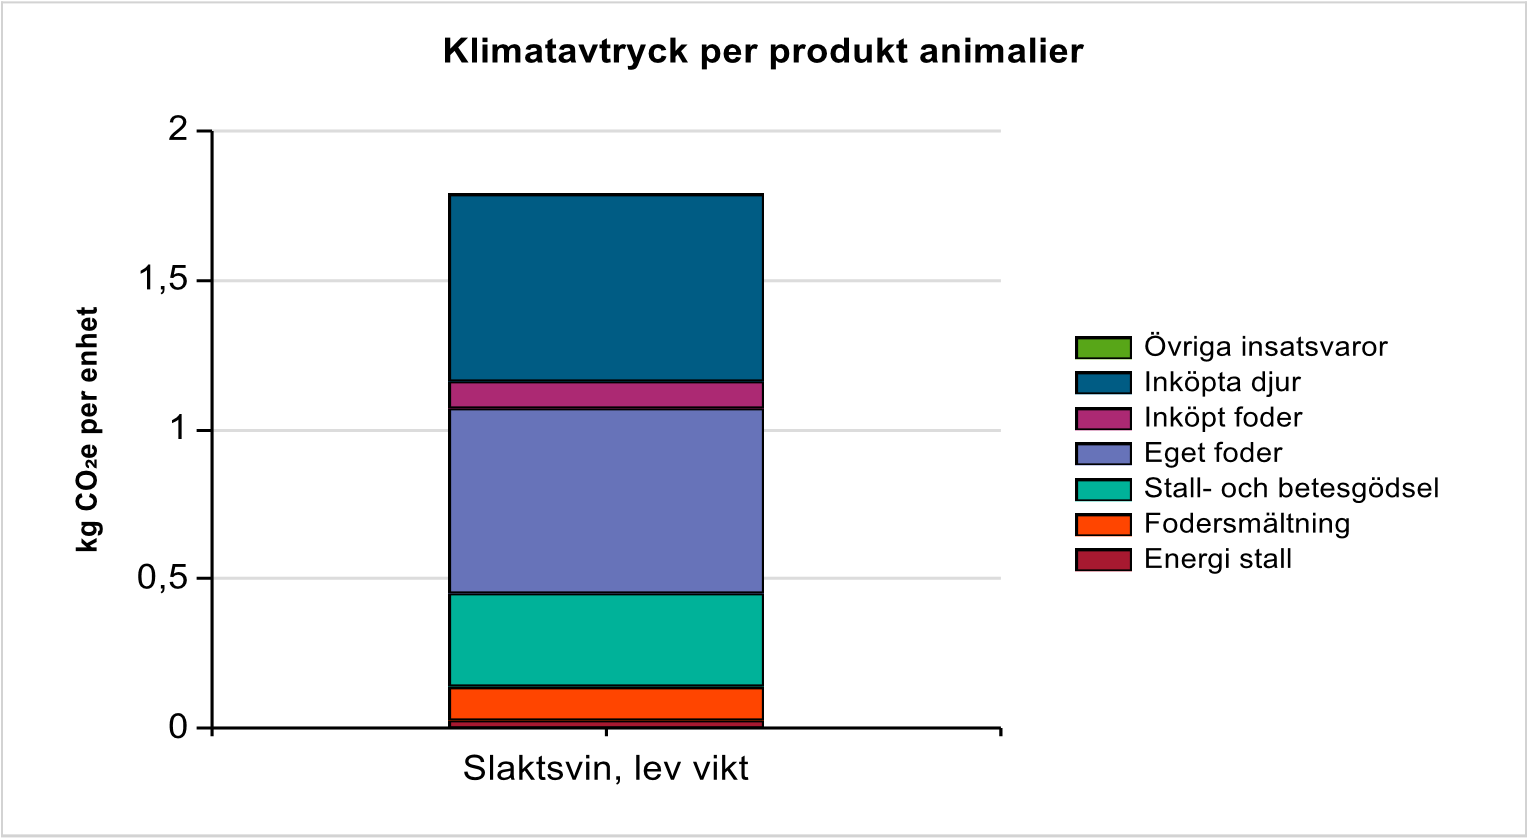 Klimatavtryck per produkt animalier
kg CO₂e per enhet
2
1,5
1
0,5
0
Slaktsvin, lev vikt
Övriga insatsvaror
Inköpta djur
Inköpt foder
Eget foder
Stall- och betesgödsel
Fodersmältning
Energi stall